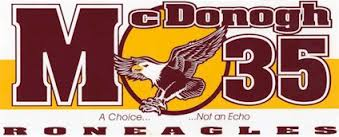 McDonogh
35
A Choice... ...Not an Echo
RONEAGLES